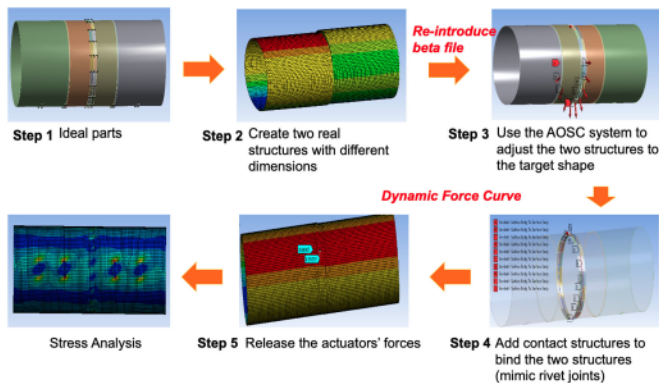 Re-introduce
beta file
Step 1 Ideal parts
Step 2 Create two real
structures with different
dimensions
Step 3 Use the AOSC system to
adjust the two structures to
the target shape
Dynamic Force Curve
Stress Analysis
Step 5 Release the actuators' forces
Step 4 Add contact structures to
bind the two structures
(mimic rivet joints)